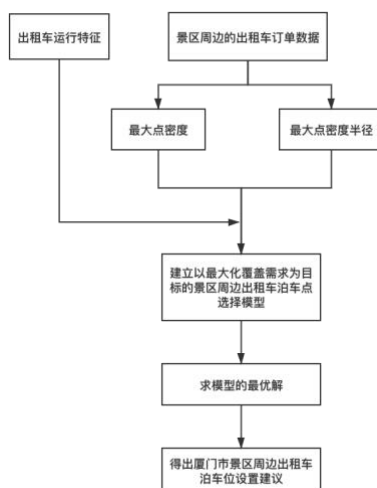 出租车运行特征
景区周边的出租车订单数据
最大点密度
最大点密度半径
建立以最大化覆盖需求为目
标的景区周边出租车泊车点
选择模型
求模型的最优解
得出厦门市景区周边出租车
泊车位设置建议